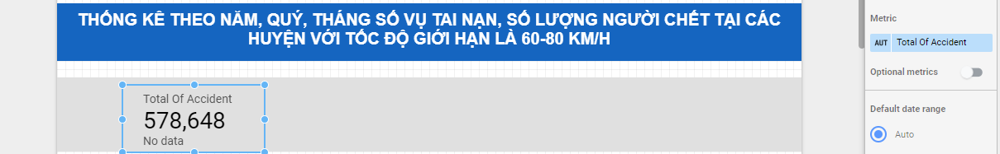 THỐNG KÊ THEO NĂM, QUÝ, THÁNG SỐ VỤ TAI NẠN, SỐ LƯỢNG NGƯỜI CHẾT TẠI CÁC
HUYỆN VỚI TỐC ĐỘ GIỚI HẠN LÀ 60-80 KM/H
Total Of Accident
578,648
No data
Metric
AUT Total Of Accident
Optional metrics
Default date range
Auto